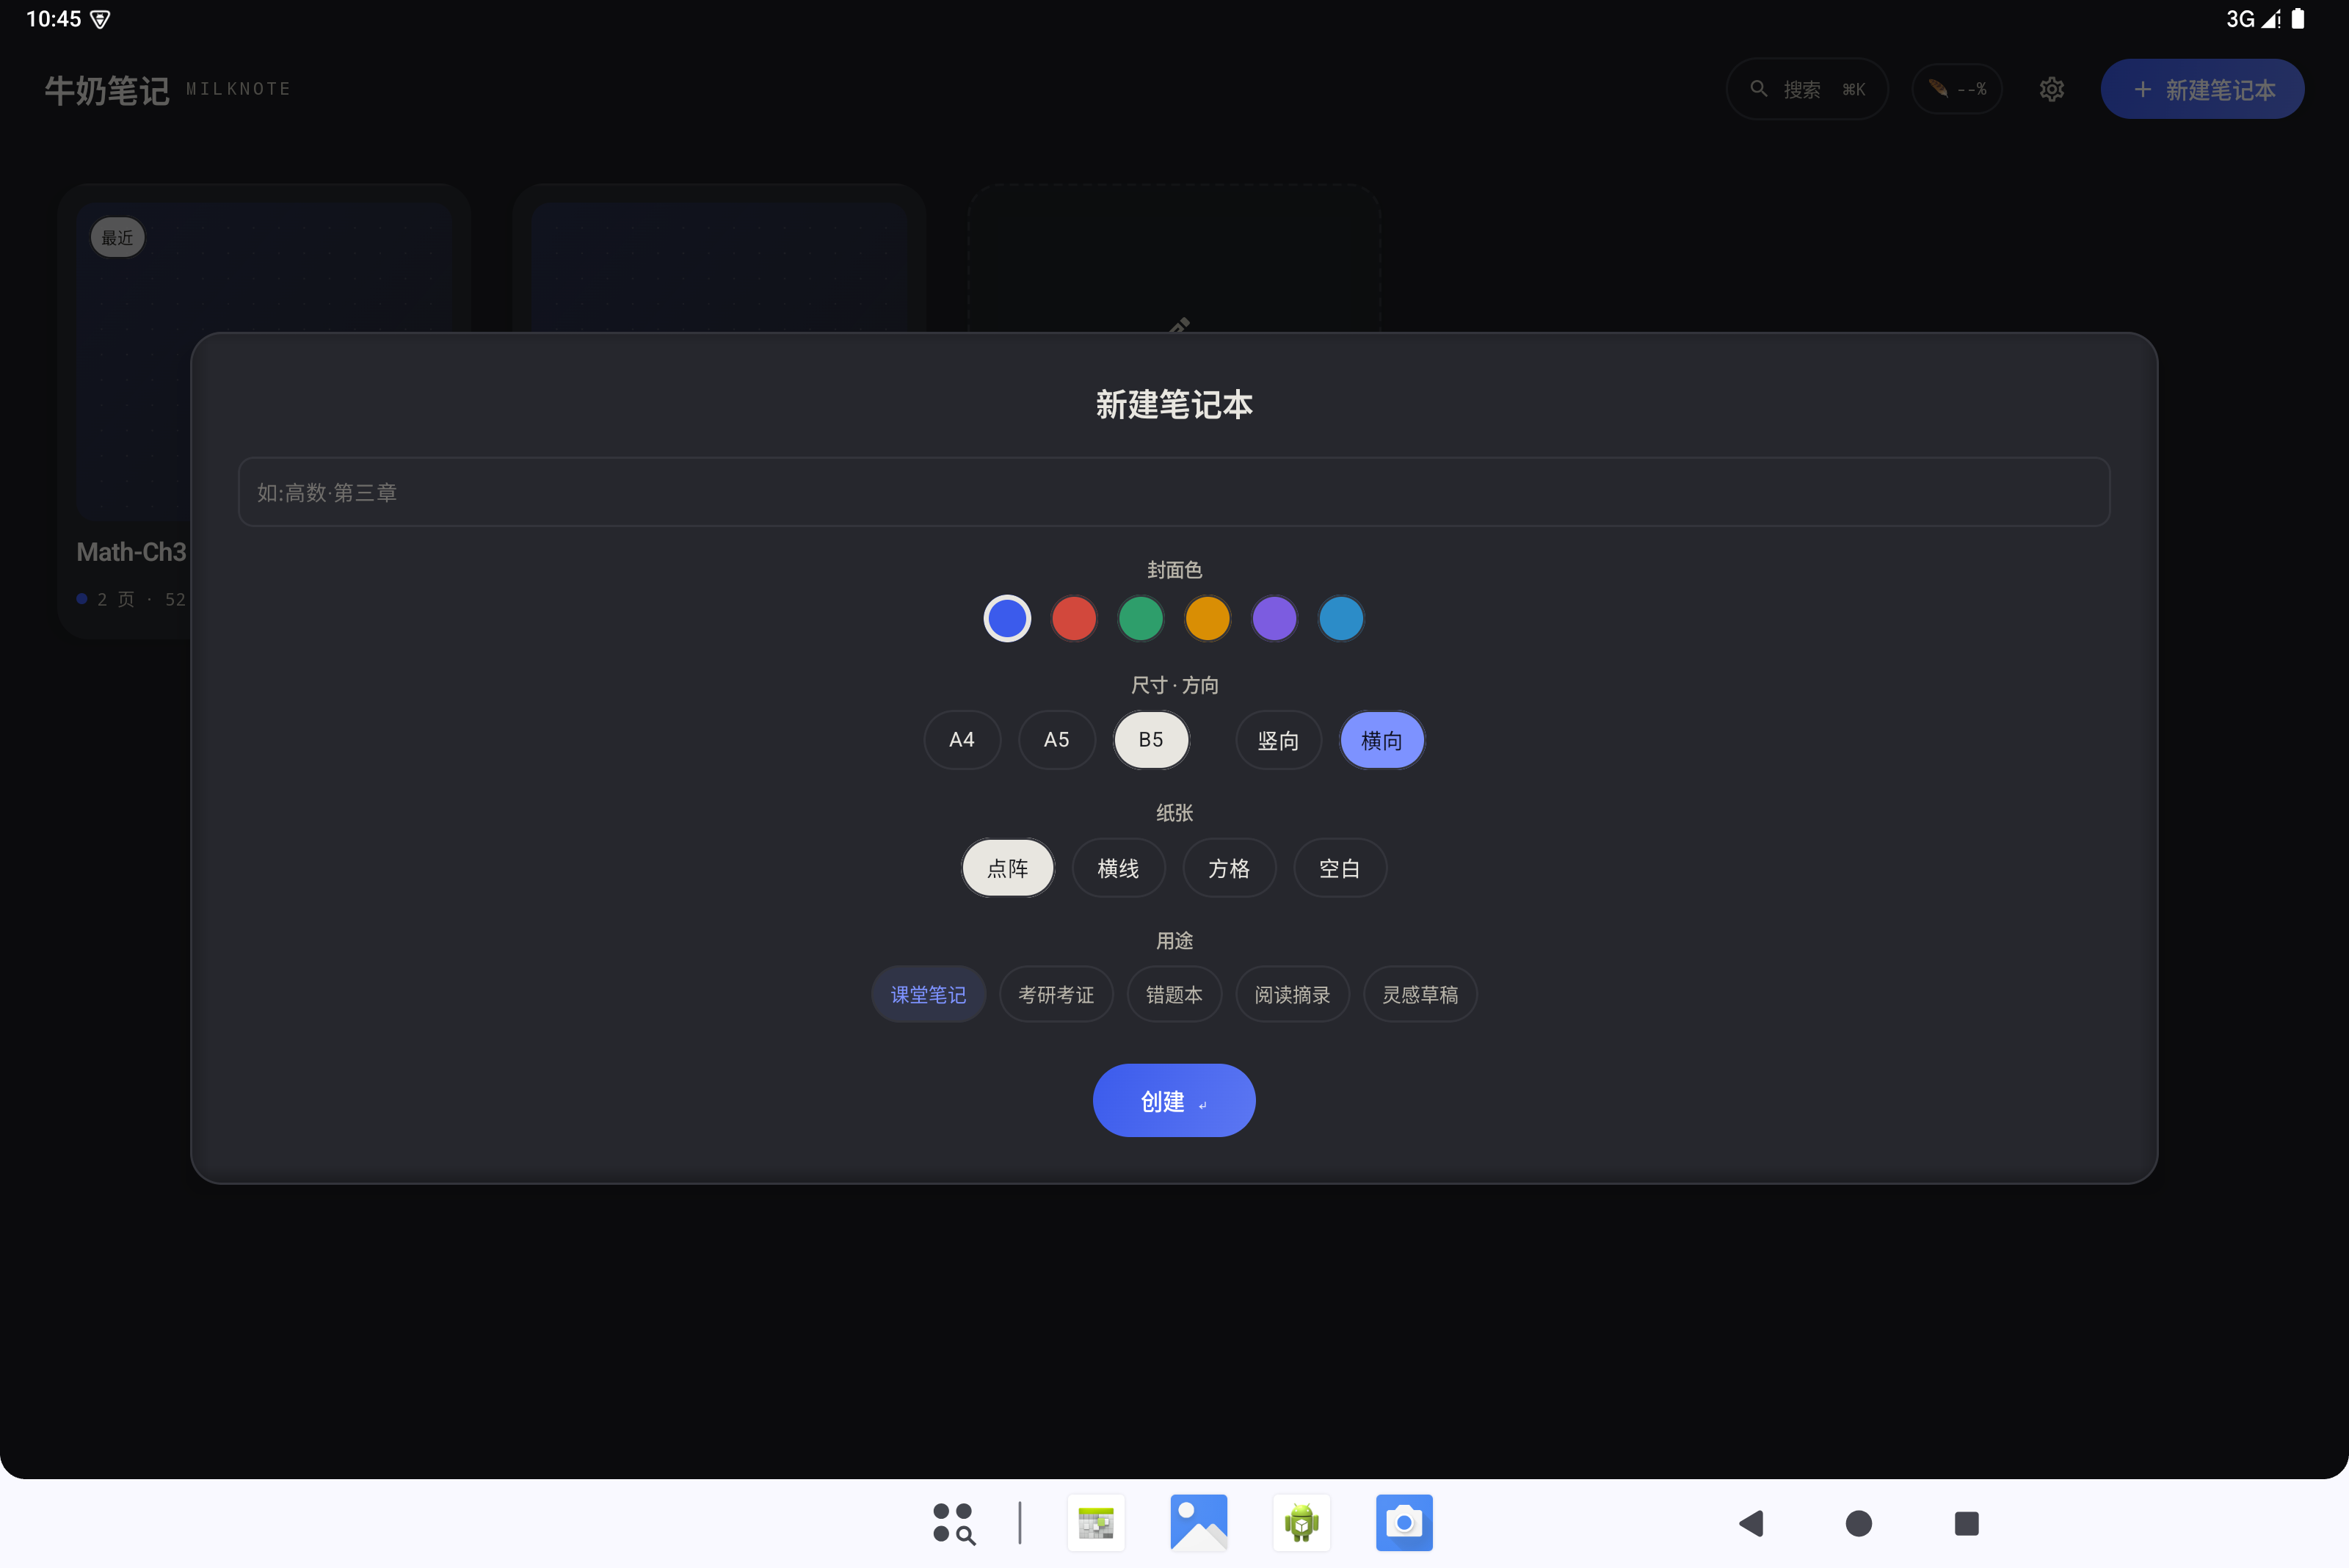 10:45 3G
牛奶笔记 MILKNOTE 搜索 ⌘K --% + 新建笔记本
最近
新建笔记本
如:高数·第三章
Math-Ch3
2 页 · 52
封面色
尺寸 · 方向
A4 A5 B5 竖向 横向
纸张
点阵 横线 方格 空白
用途
课堂笔记 考研考证 错题本 阅读摘录 灵感草稿
创建 ↵